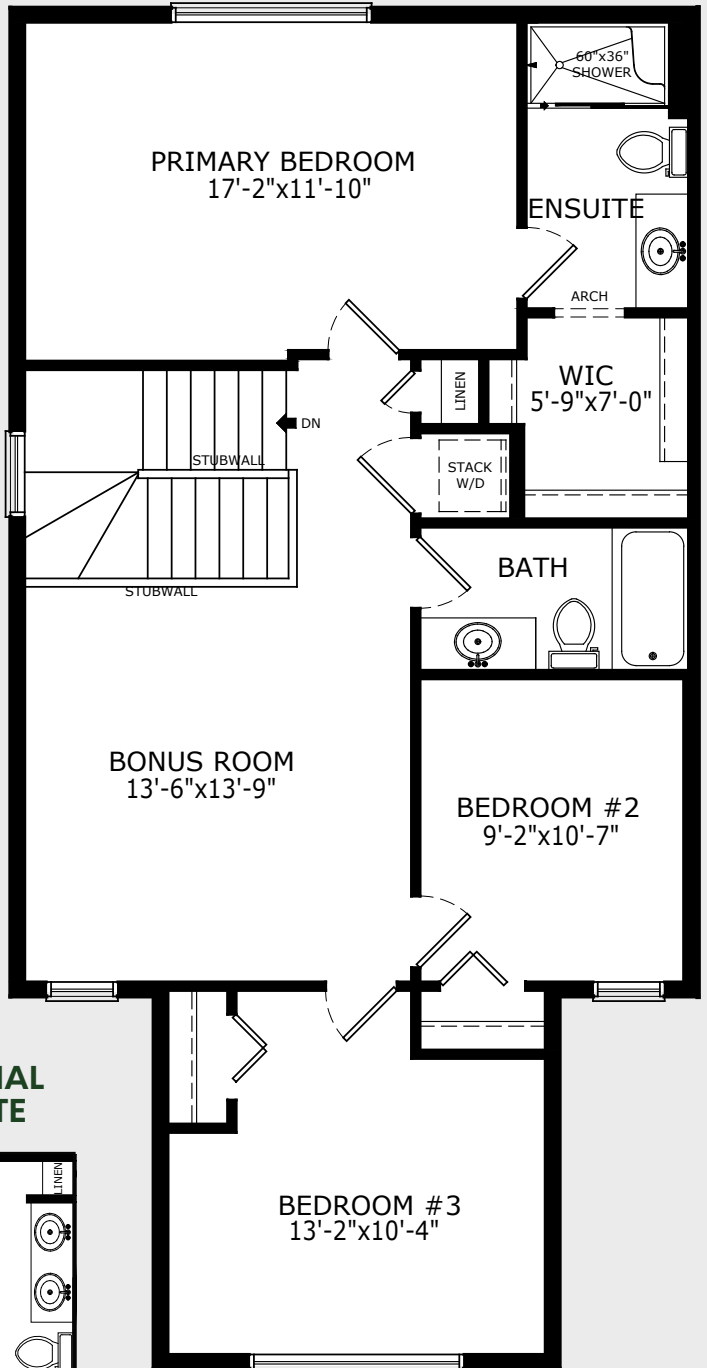 60"x36"
SHOWER
PRIMARY BEDROOM
17'-2"x11'-10"
ENSUITE
ARCH
WIC
5'-9"x7'-0"
LINEN
DN
STUBWALL
STACK
W/D
STUBWALL
BATH
BONUS ROOM
13'-6"x13'-9"
BEDROOM #2
9'-2"x10'-7"
NAL
TE
LINEN
BEDROOM #3
13'-2"x10'-4"